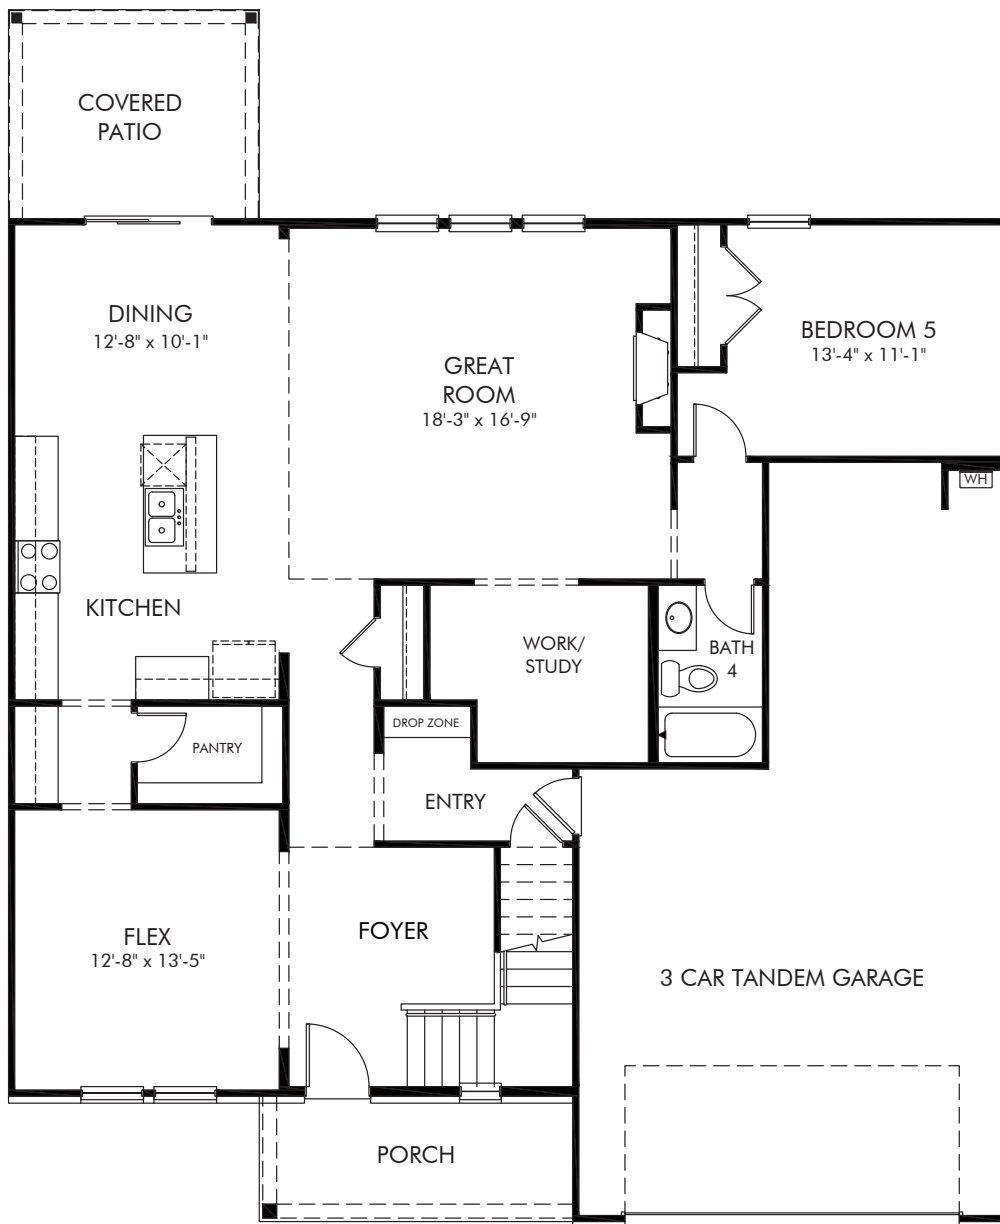 COVERED
PATIO
DINING
12'-8" x 10'-1"
GREAT
ROOM
18'-3" x 16'-9"
BEDROOM 5
13'-4" x 11'-1"
WH
KITCHEN
WORK/
STUDY
BATH
4
DROP ZONE
PANTRY
ENTRY
FLEX
12'-8" x 13'-5"
FOYER
3 CAR TANDEM GARAGE
PORCH